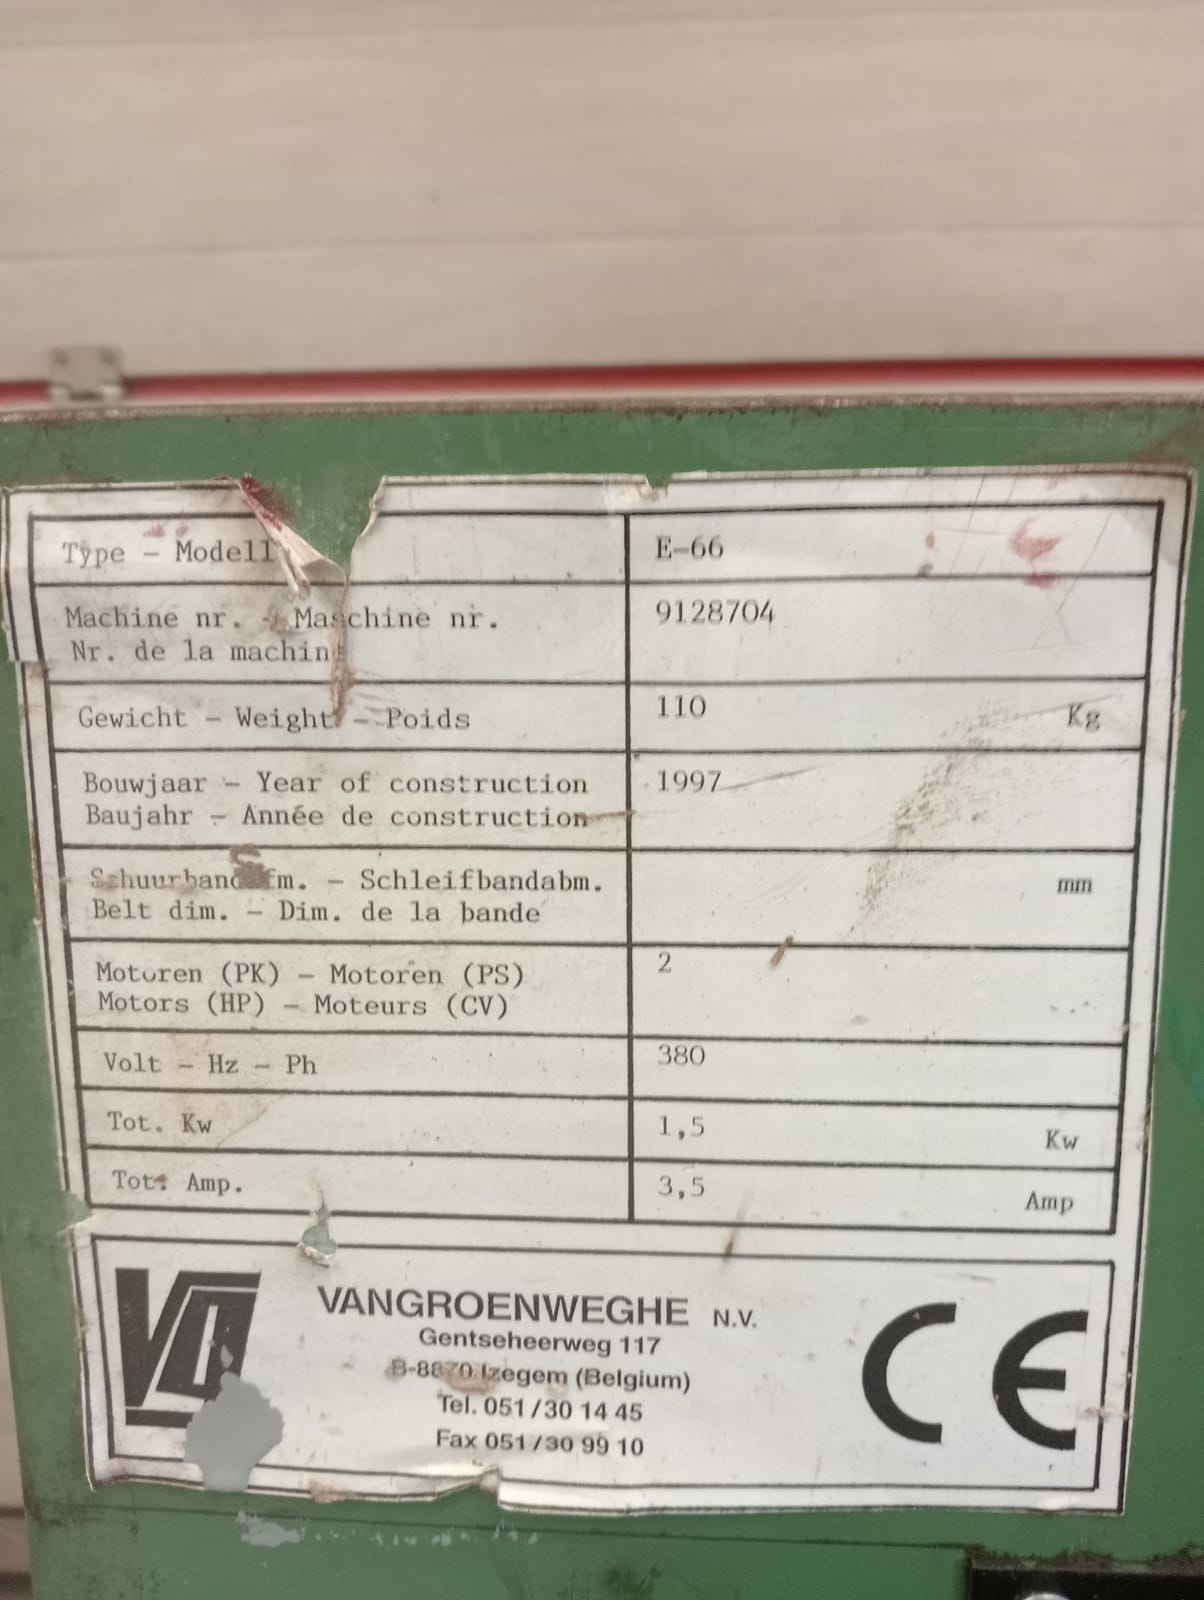 Type - Modell
E-66
Machine nr. - Maschine nr.
Nr. de la machine
9128704
Gewicht - Weight - Poids
110
Kg
Bouwjaar - Year of construction
Baujahr - Année de construction
1997
Schuurbandafm. - Schleifbandabm.
Belt dim. - Dim. de la bande
mm
Motoren (PK) - Motoren (PS)
Motors (HP) - Moteurs (CV)
2
Volt - Hz - Ph
380
Tot. Kw
1,5
Kw
Tot. Amp.
3,5
Amp
VANGROENWEGHE N.V.
Gentseheerweg 117
B-8870 Izegem (Belgium)
Tel. 051/30 14 45
Fax 051/30 99 10
CE